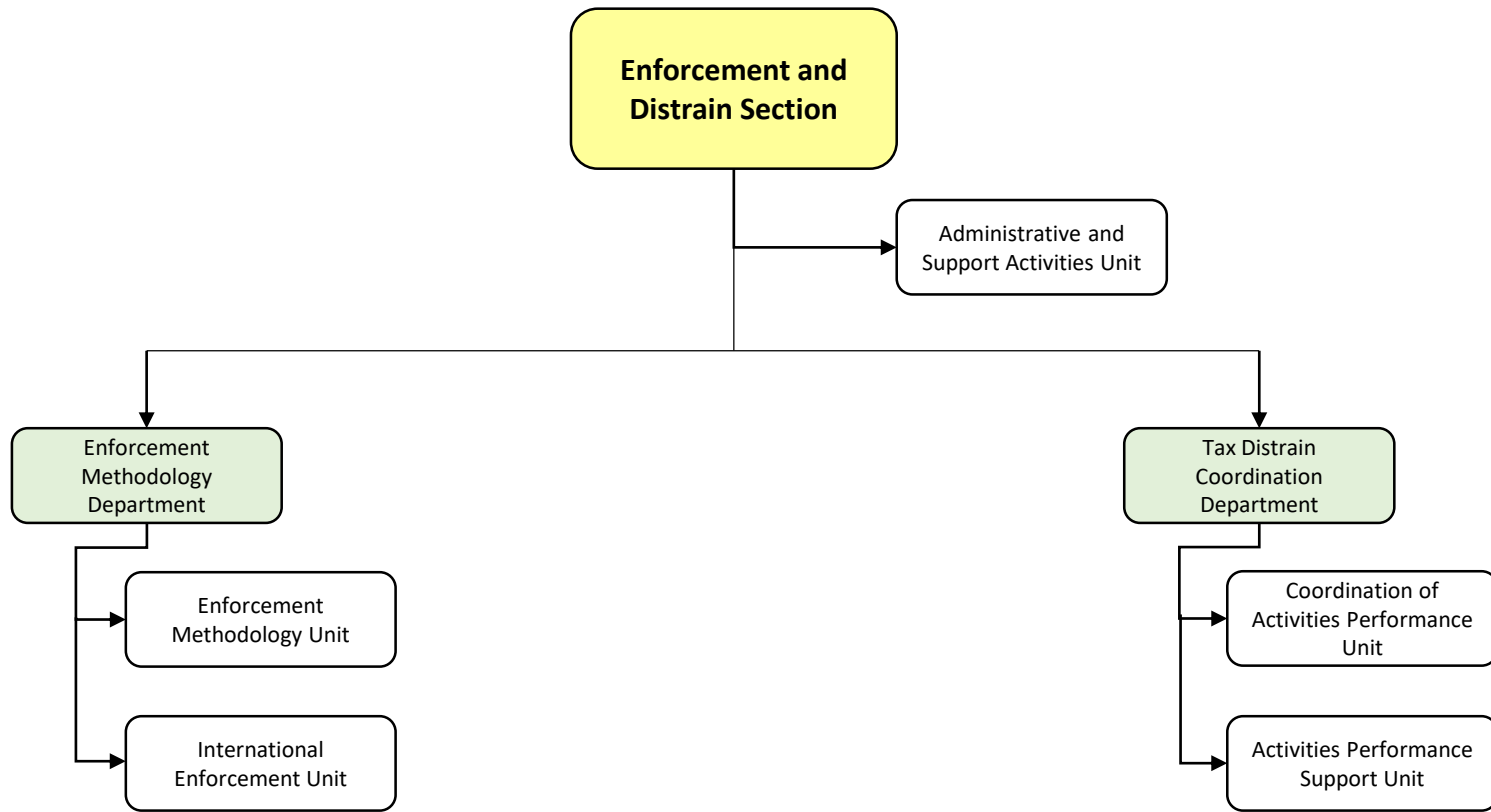 Enforcement and
Distrain Section
Administrative and
Support Activities Unit
Enforcement
Methodology
Department
Tax Distrain
Coordination
Department
Enforcement
Methodology Unit
Coordination of
Activities Performance
Unit
International
Enforcement Unit
Activities Performance
Support Unit